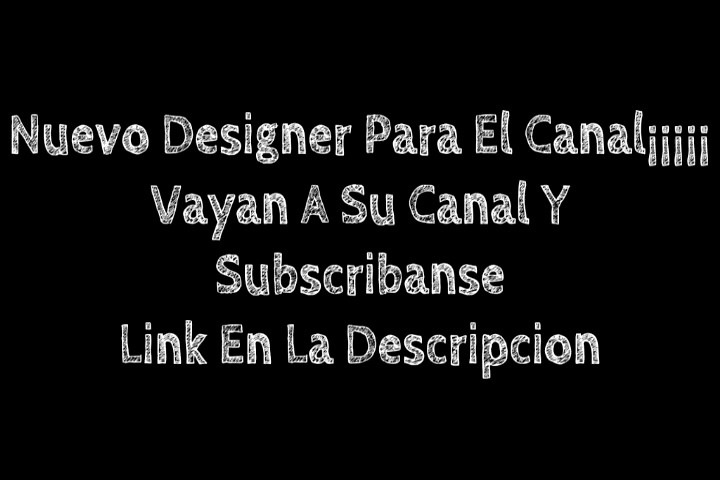 Nuevo Designer Para El Canal¡¡¡¡¡
Vayan A Su Canal Y
Subscribanse
Link En La Descripcion